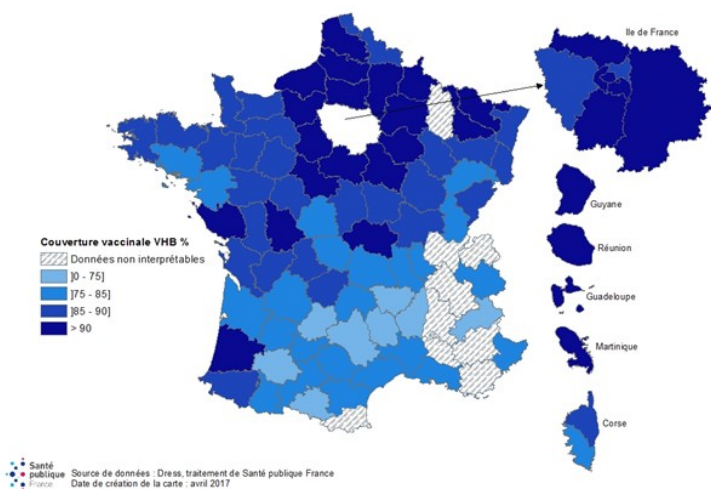 Ile de France
Guyane
Réunion
Guadeloupe
Martinique
Corse
Couverture vaccinale VHB %
Données non interprétables
]0 - 75]
]75 - 85]
]85 - 90]
> 90
Santé
publique
France
Source de données : Dress, traitement de Santé publique France
Date de création de la carte : avril 2017